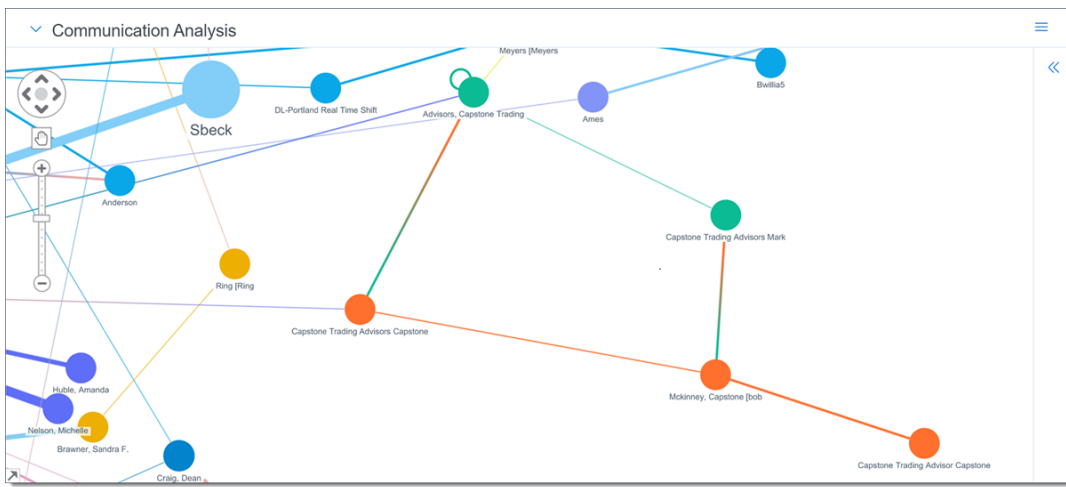 Communication Analysis
Meyers [Meyers
Bwillia5
DL-Portland Real Time Shift
Advisors, Capstone Trading
Ames
Sbeck
Anderson
Capstone Trading Advisors Mark
Ring [Ring
Capstone Trading Advisors Capstone
Huble, Amanda
Mckinney, Capstone [bob
Nelson, Michelle
Brawner, Sandra F.
Capstone Trading Advisor Capstone
Craig, Dean